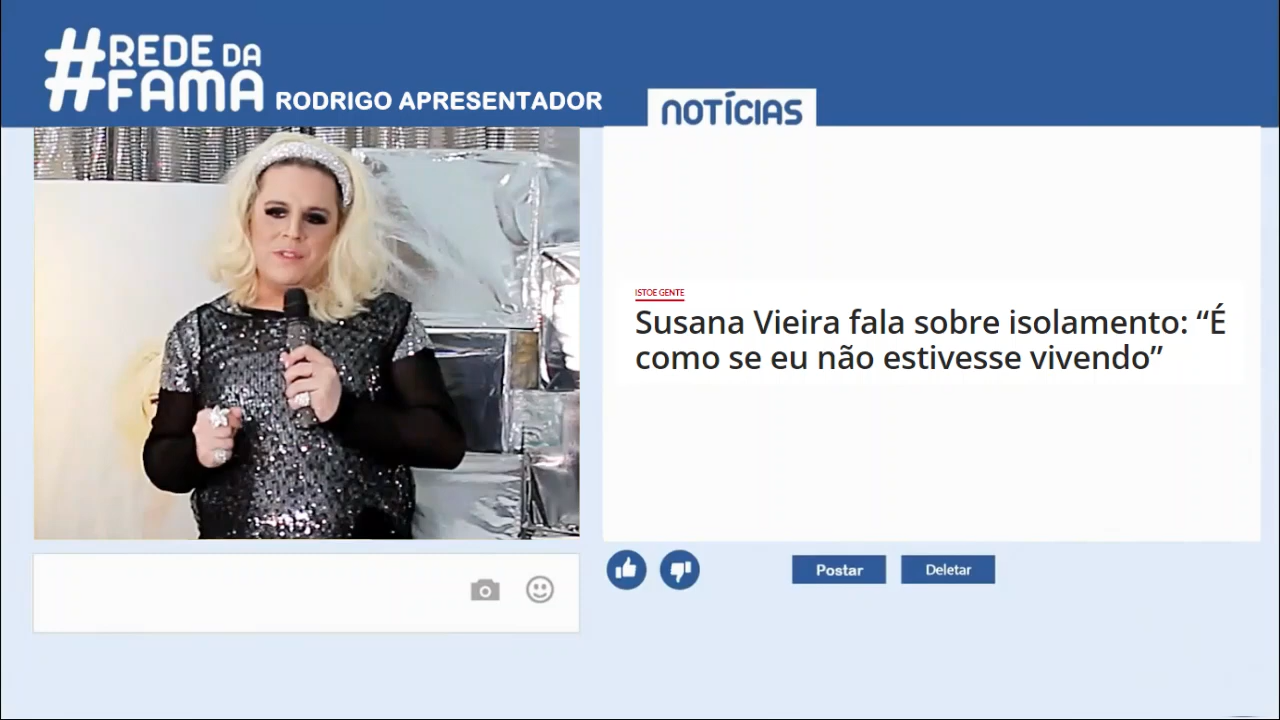 #REDE DA
FAMA
RODRIGO APRESENTADOR
NOTÍCIAS
ISTOE GENTE
Susana Vieira fala sobre isolamento: “É
como se eu não estivesse vivendo”
Postar
Deletar